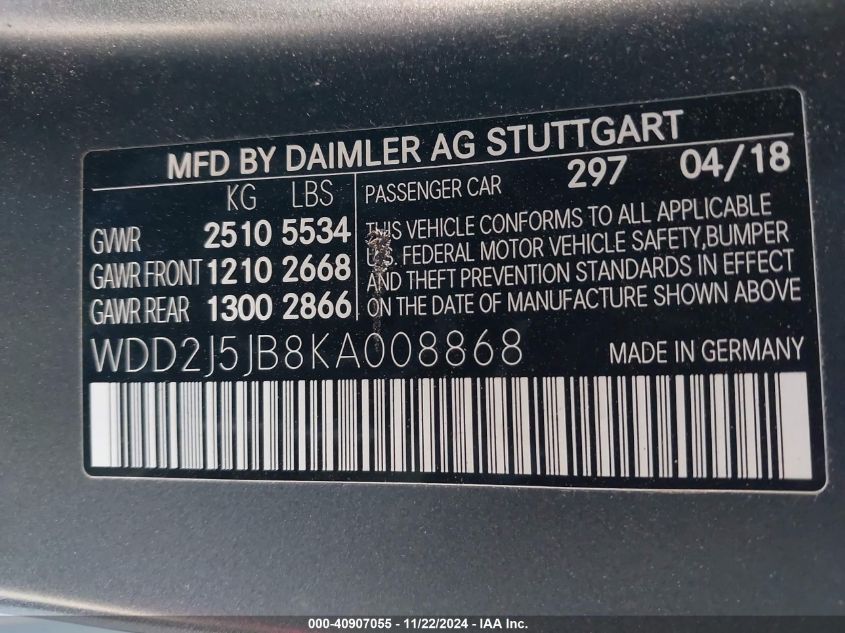 MFD BY DAIMLER AG STUTTGART
KG LBS
PASSENGER CAR 297 04/18
GVWR 2510 5534
GAWR FRONT 1210 2668
GAWR REAR 1300 2866
THIS VEHICLE CONFORMS TO ALL APPLICABLE
U.S. FEDERAL MOTOR VEHICLE SAFETY, BUMPER
AND THEFT PREVENTION STANDARDS IN EFFECT
ON THE DATE OF MANUFACTURE SHOWN ABOVE
WDD2J5JB8KA008868
MADE IN GERMANY
000-40907055 - 11/22/2024 - IAA Inc.